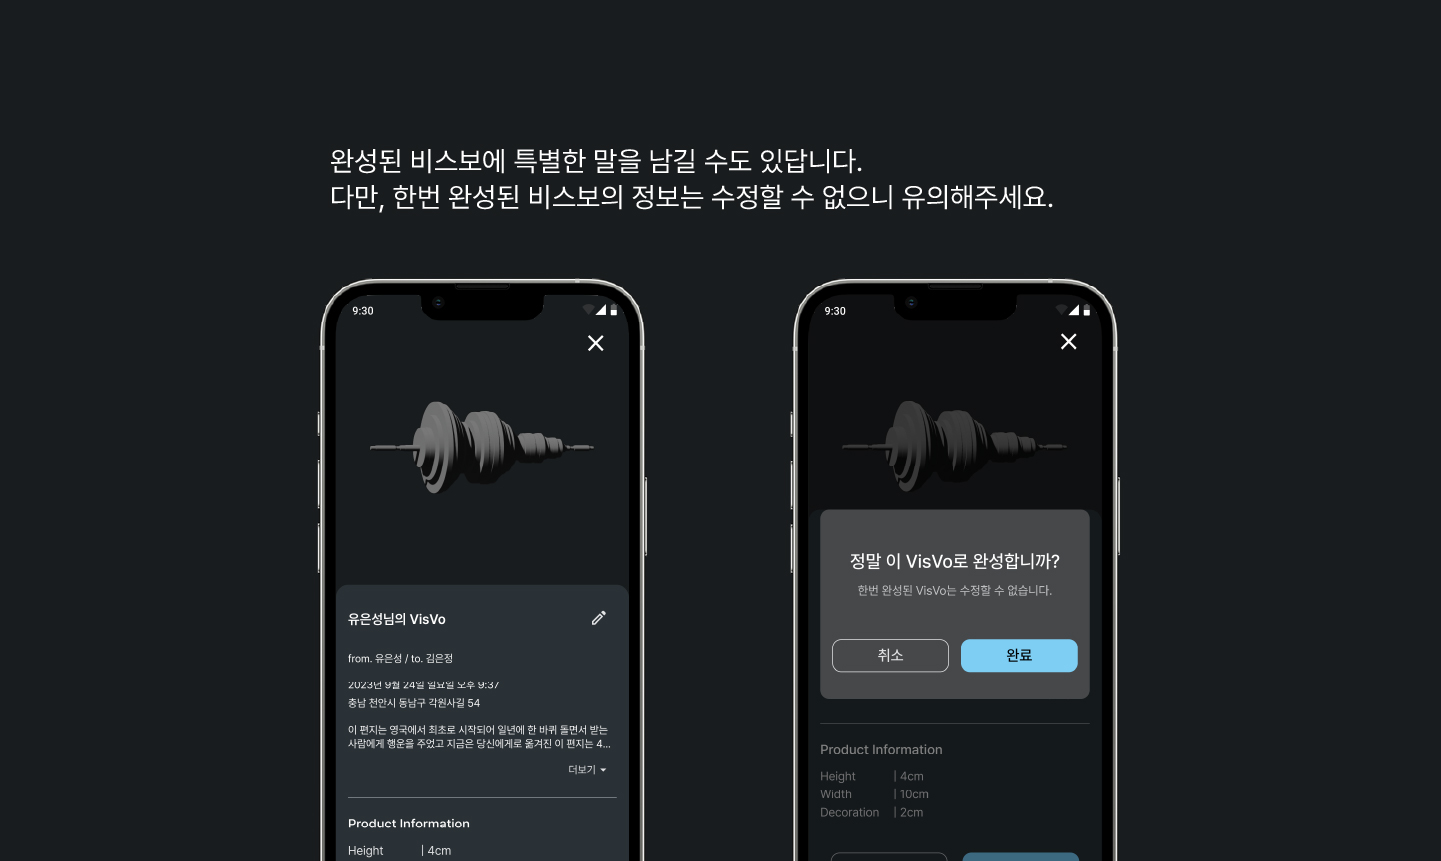 완성된 비스보에 특별한 말을 남길 수도 있답니다.
다만, 한번 완성된 비스보의 정보는 수정할 수 없으니 유의해주세요.
9:30
유은성님의 VisVo
from. 유은성 / to. 김은정
2023년 9월 24일 일요일 오후 9:37
충남 천안시 동남구 각원사길 54
이 편지는 영국에서 최초로 시작되어 일년에 한 바퀴 돌면서 받는
사람에게 행운을 주었고 지금은 당신에게로 옮겨진 이 편지는 4...
더보기
Product Information
Height | 4cm
9:30
정말 이 VisVo로 완성합니까?
한번 완성된 VisVo는 수정할 수 없습니다.
취소
완료
Product Information
Height | 4cm
Width | 10cm
Decoration | 2cm